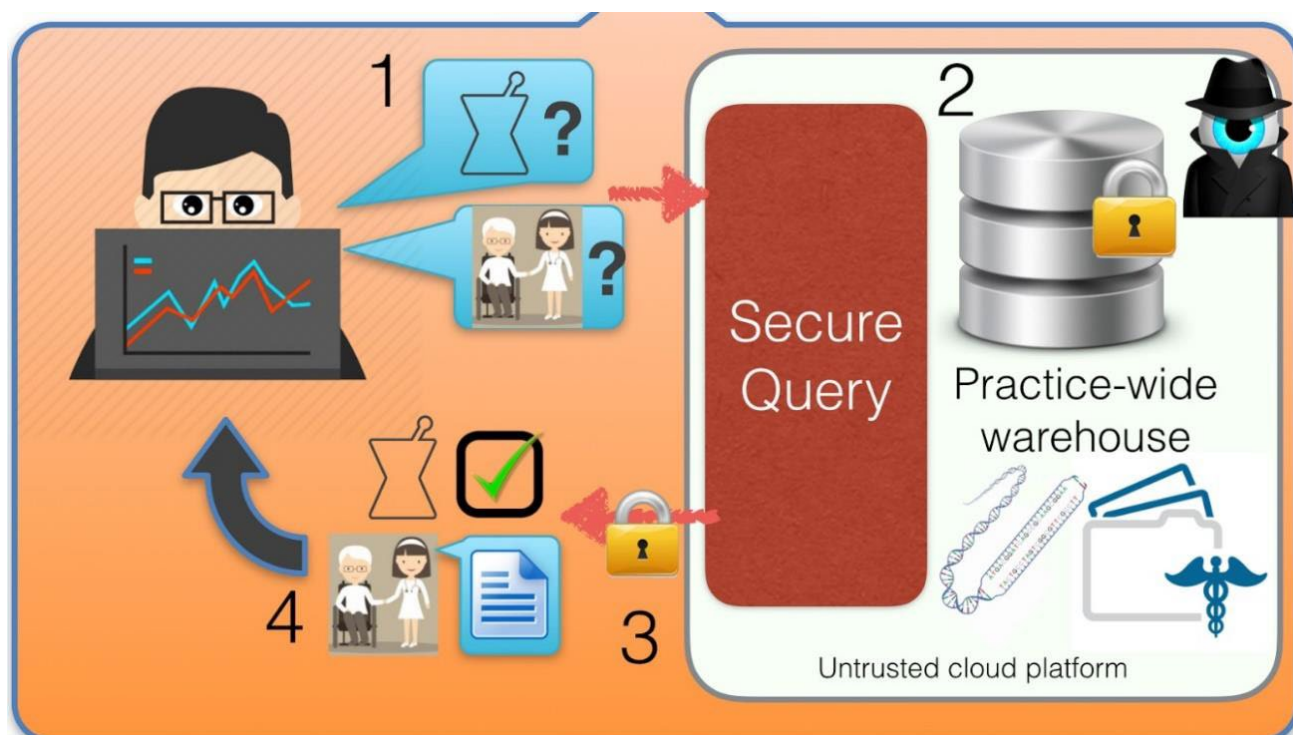 1
?
?
2
Secure
Query
Practice-wide
warehouse
4
3
Untrusted cloud platform